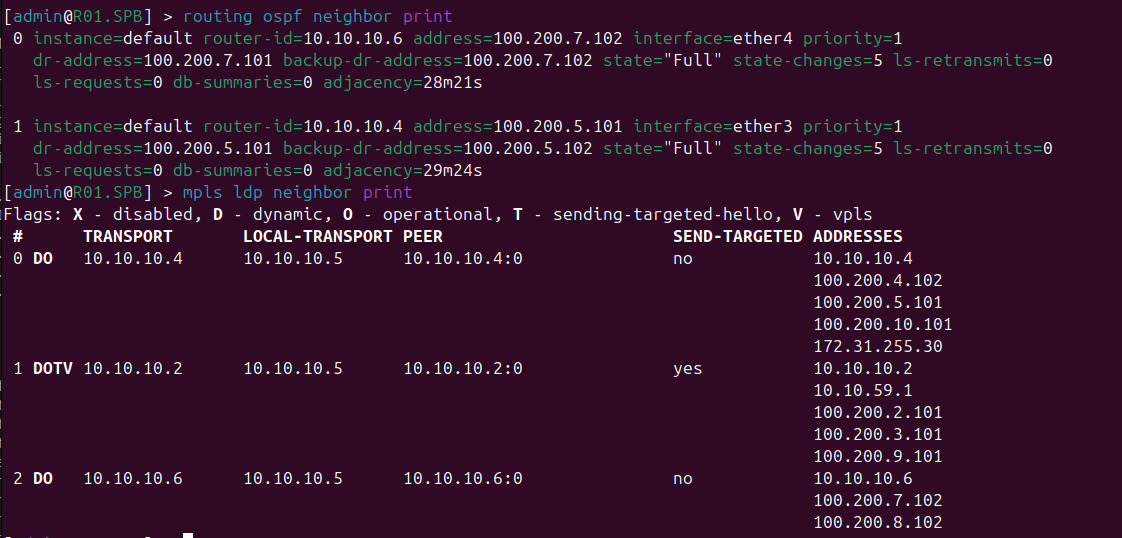 [admin@R01.SPB] > routing ospf neighbor print
0 instance=default router-id=10.10.10.6 address=100.200.7.102 interface=ether4 priority=1
dr-address=100.200.7.101 backup-dr-address=100.200.7.102 state="Full" state-changes=5 ls-retransmits=0
ls-requests=0 db-summaries=0 adjacency=28m21s
1 instance=default router-id=10.10.10.4 address=100.200.5.101 interface=ether3 priority=1
dr-address=100.200.5.101 backup-dr-address=100.200.5.102 state="Full" state-changes=5 ls-retransmits=0
ls-requests=0 db-summaries=0 adjacency=29m24s
[admin@R01.SPB] > mpls ldp neighbor print
Flags: X - disabled, D - dynamic, O - operational, T - sending-targeted-hello, V - vpls
# TRANSPORT LOCAL-TRANSPORT PEER SEND-TARGETED ADDRESSES
0 DO 10.10.10.4 10.10.10.5 10.10.10.4:0 no 10.10.10.4
100.200.4.102
100.200.5.101
100.200.10.101
172.31.255.30
1 DOTV 10.10.10.2 10.10.10.5 10.10.10.2:0 yes 10.10.10.2
10.10.59.1
100.200.2.101
100.200.3.101
100.200.9.101
2 DO 10.10.10.6 10.10.10.5 10.10.10.6:0 no 10.10.10.6
100.200.7.102
100.200.8.102